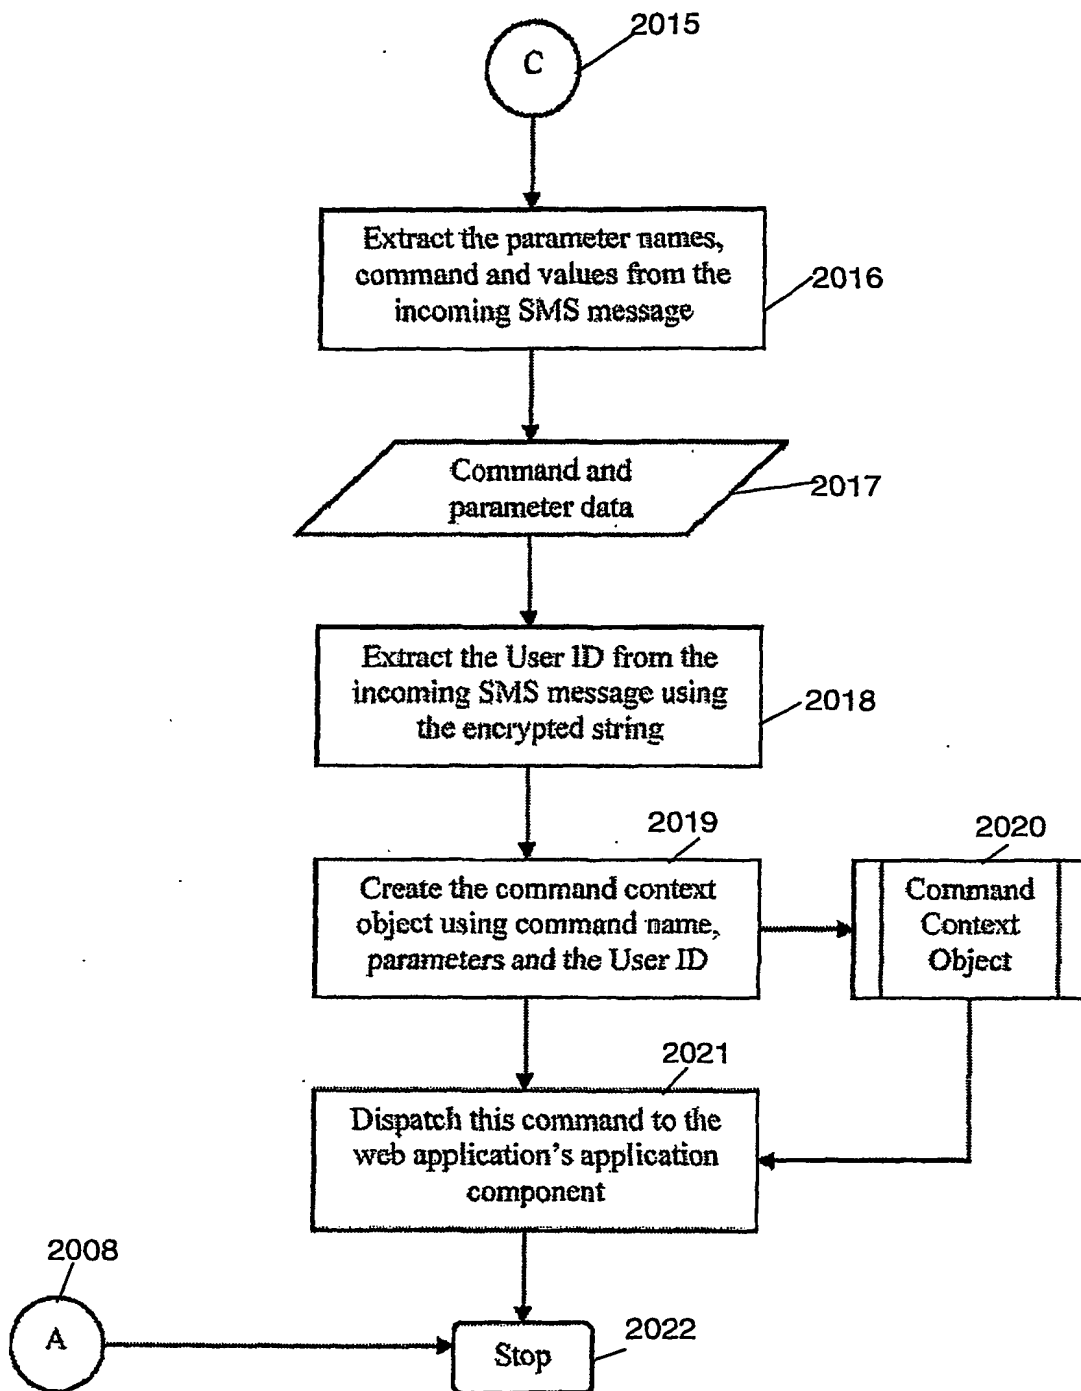 2015
C
Extract the parameter names,
command and values from the
incoming SMS message
2016
Command and
parameter data
2017
Extract the User ID from the
incoming SMS message using
the encrypted string
2018
2019
Create the command context
object using command name,
parameters and the User ID
2020
Command
Context
Object
2021
Dispatch this command to the
web application's application
component
2008
A
Stop
2022